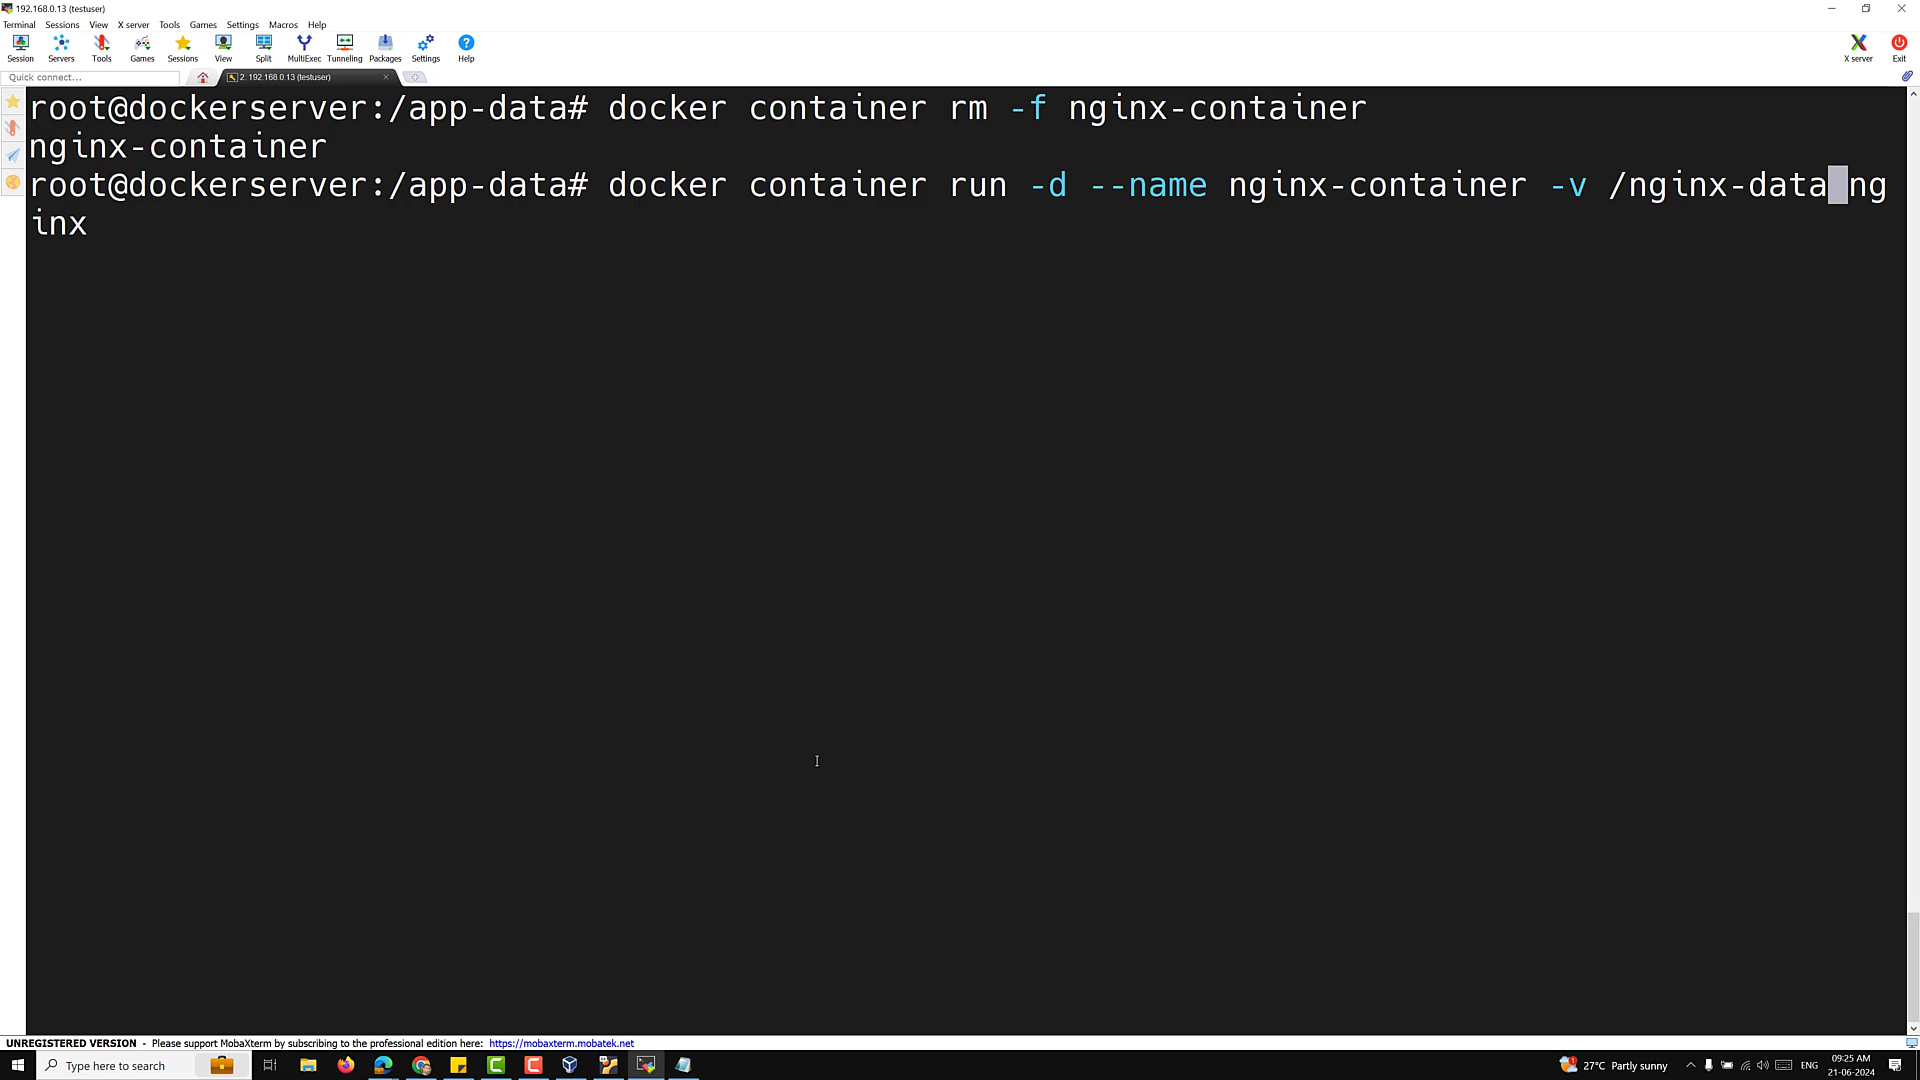 192.168.0.13 (testuser)
Terminal Sessions View X server Tools Games Settings Macros Help
Session Servers Tools Games Sessions View Split MultiExec Tunneling Packages Settings Help X server Exit
Quick connect... 2. 192.168.0.13 (testuser)
root@dockerserver:/app-data# docker container rm -f nginx-container
nginx-container
root@dockerserver:/app-data# docker container run -d --name nginx-container -v /nginx-data ng
inx
UNREGISTERED VERSION - Please support MobaXterm by subscribing to the professional edition here: https://mobaxterm.mobatek.net
Type here to search 27°C Partly sunny ENG 09:25 AM
21-06-2024